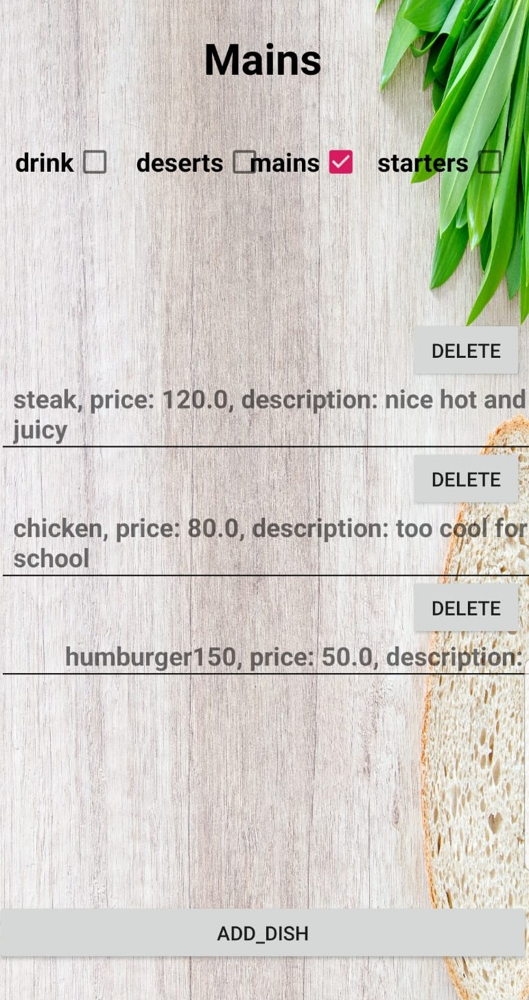 Mains
drink deserts mains starters
DELETE
steak, price: 120.0, description: nice hot and
juicy
DELETE
chicken, price: 80.0, description: too cool for
school
DELETE
humburger150, price: 50.0, description:
ADD_DISH